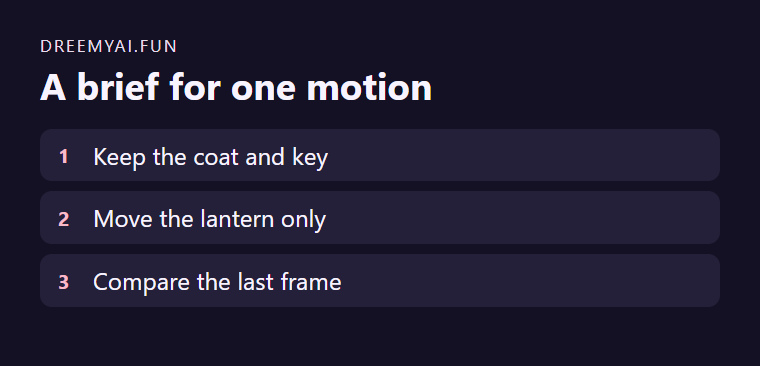 DREEMYAI.FUN
A brief for one motion
1 Keep the coat and key
2 Move the lantern only
3 Compare the last frame